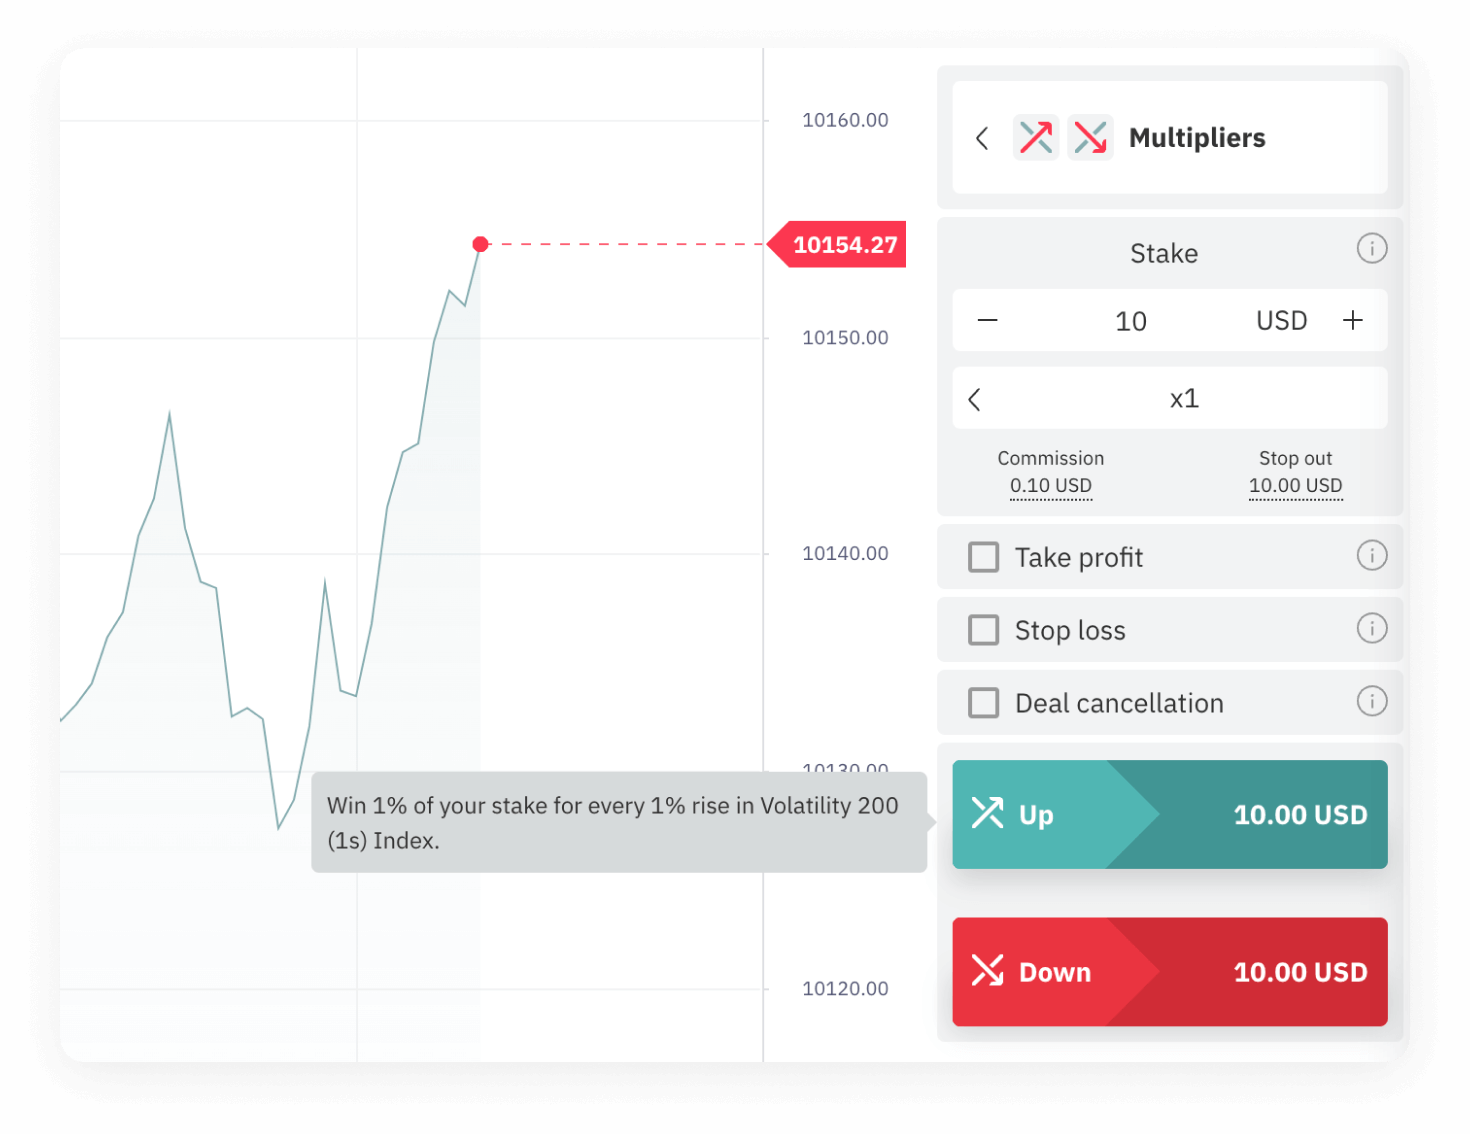 10160.00
10154.27
10150.00
10140.00
10130.00
10120.00
Multipliers
Stake
10 USD
x1
Commission
0.10 USD
Stop out
10.00 USD
Take profit
Stop loss
Deal cancellation
Win 1% of your stake for every 1% rise in Volatility 200
(1s) Index.
Up 10.00 USD
Down 10.00 USD